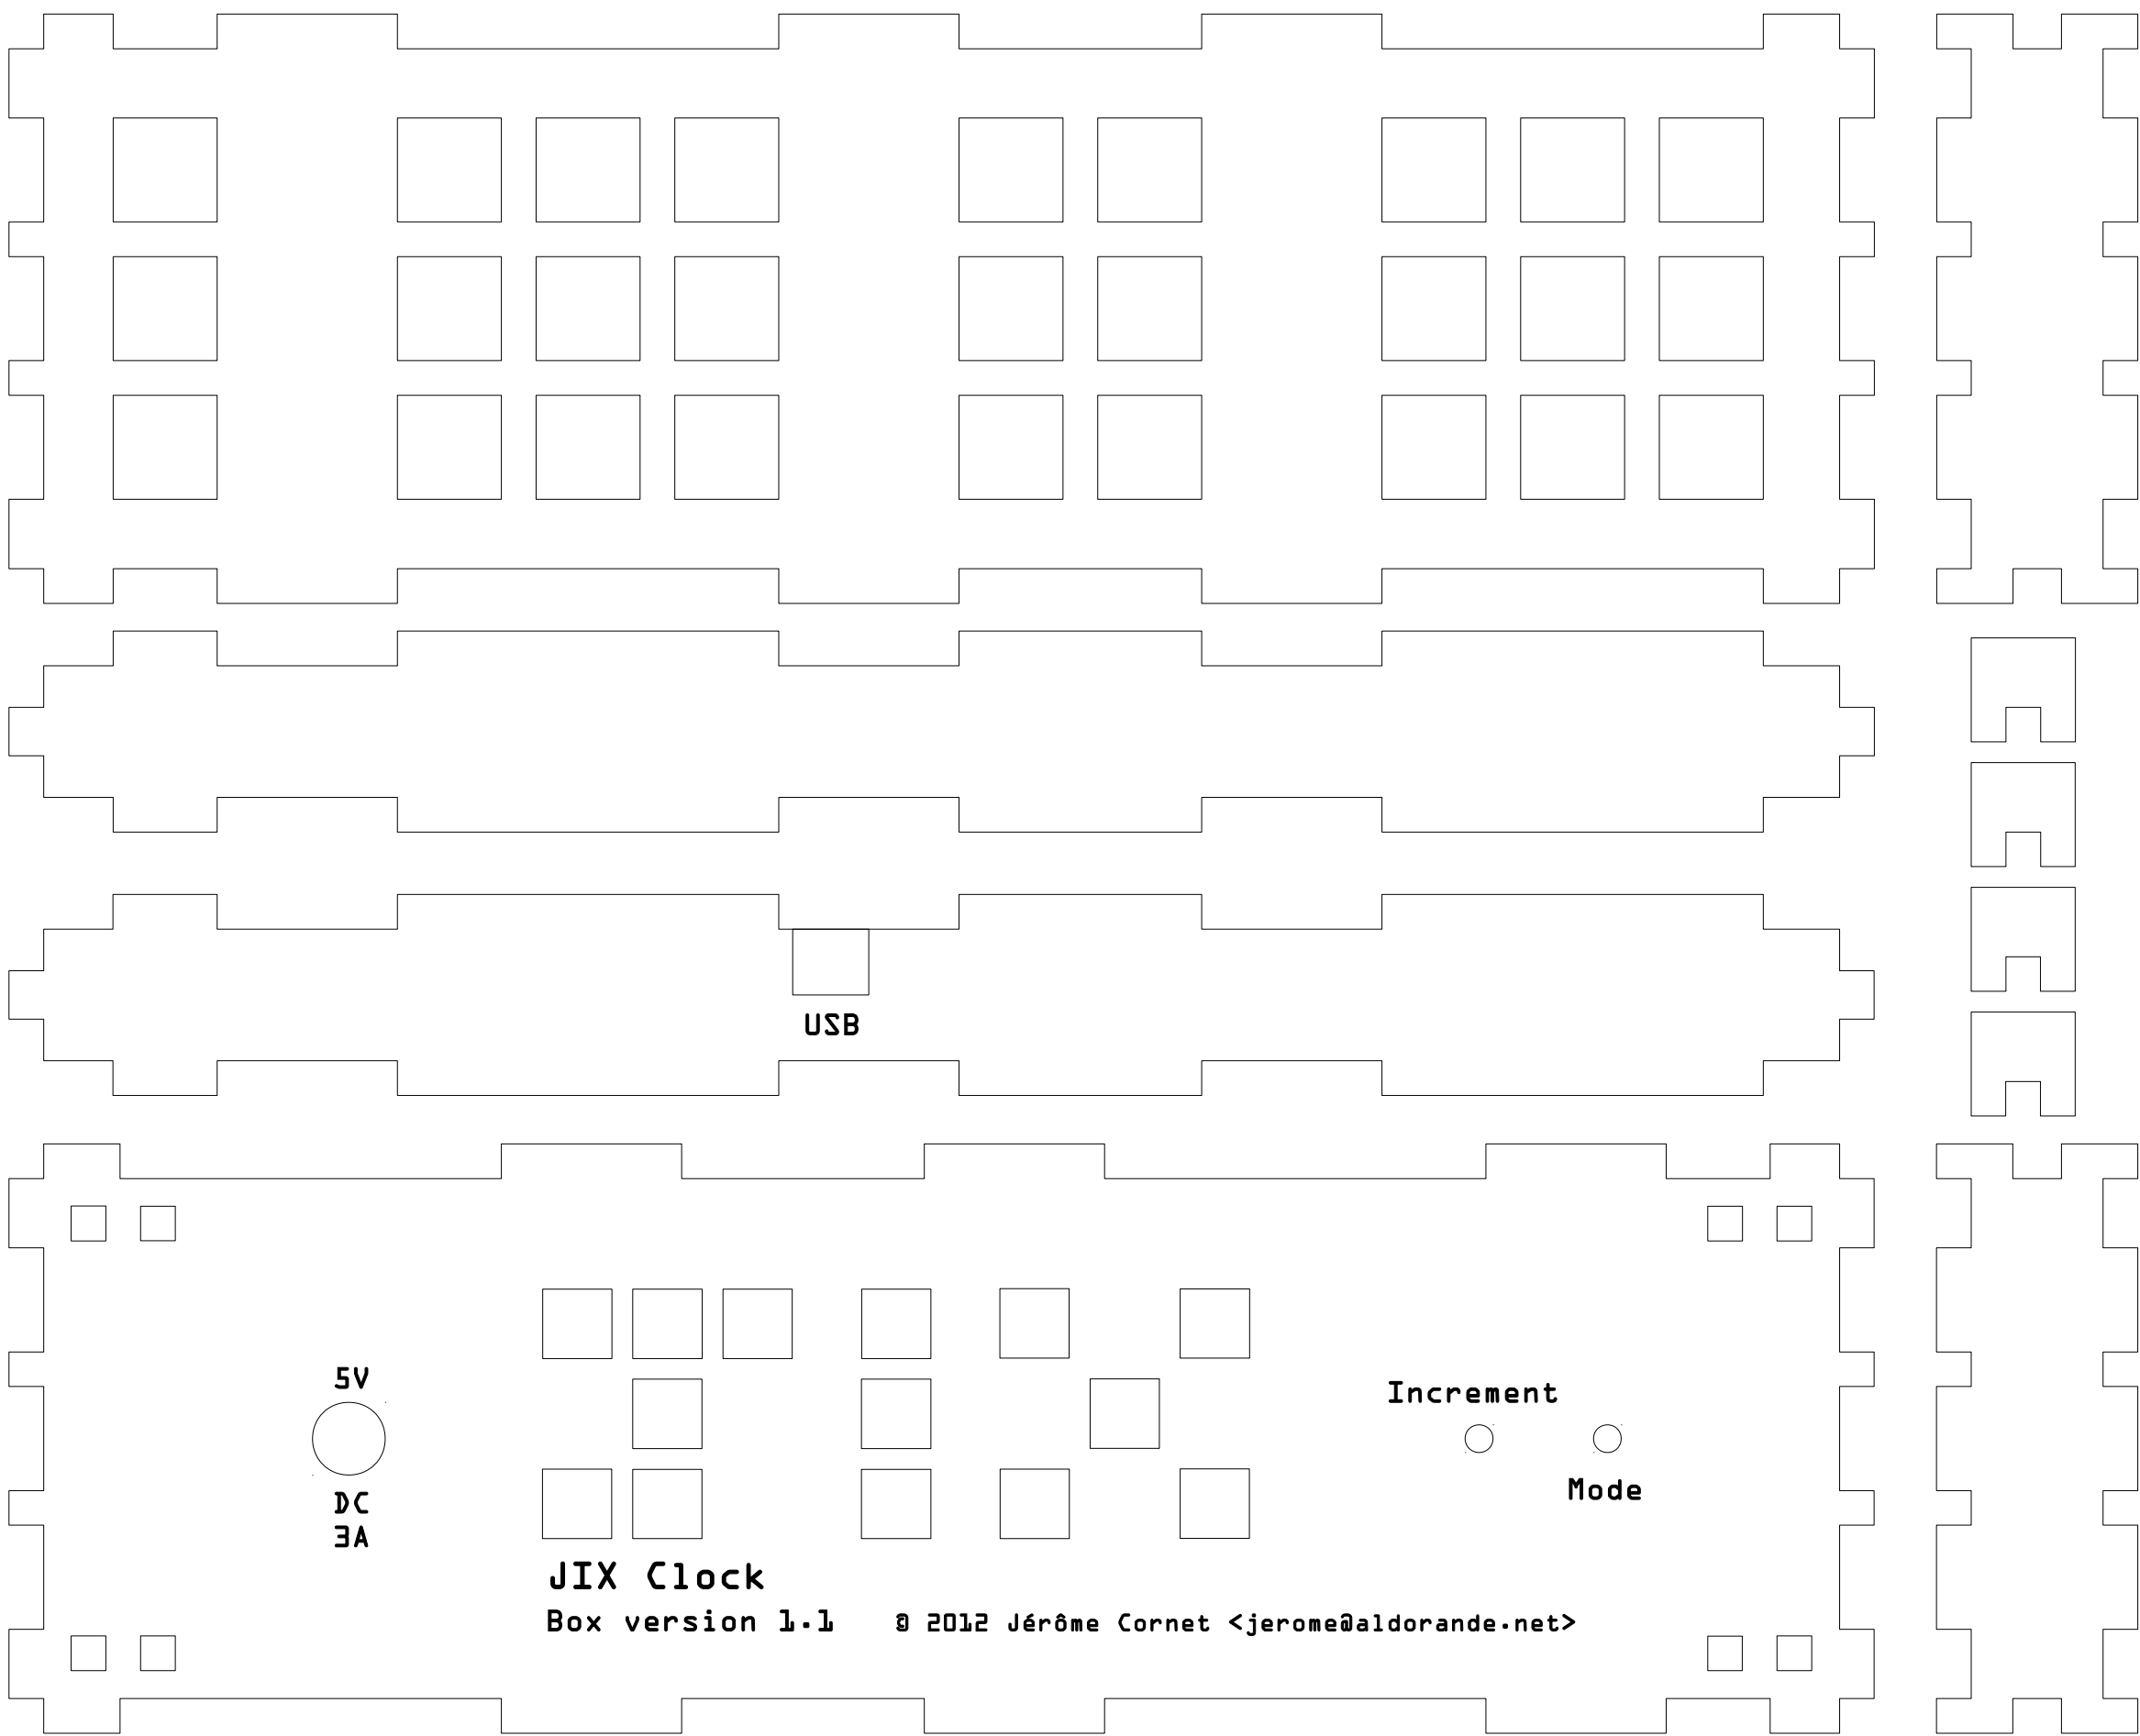 USB
5V
Increment
DC
3A
Mode
JIX Clock
Box version 1.1
© 2012 Jérôme Cornet <jerome@aldorande.net>